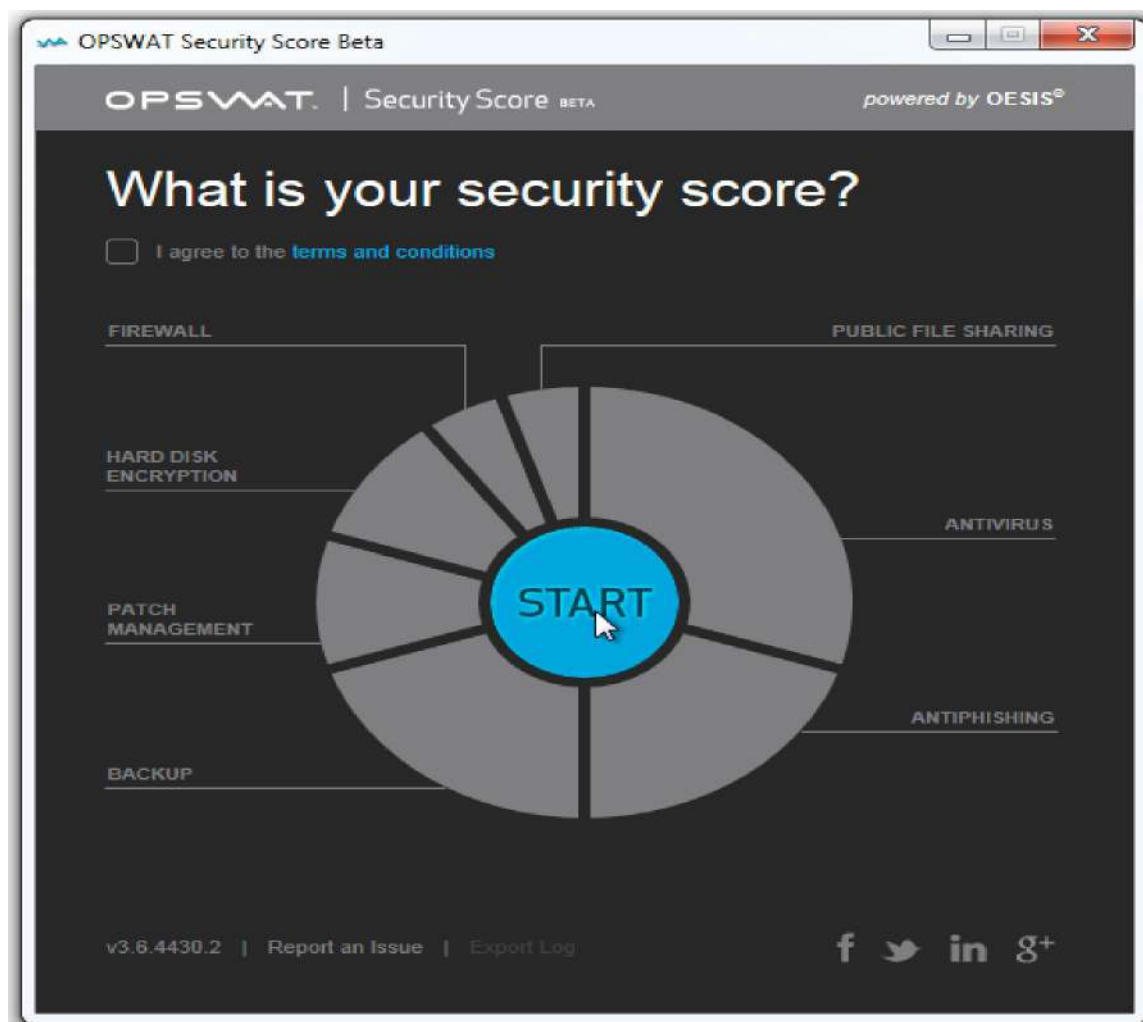 OPSWAT Security Score Beta
OPSWAT. | Security Score BETA
powered by OESIS®
What is your security score?
I agree to the terms and conditions
FIREWALL
PUBLIC FILE SHARING
HARD DISK
ENCRYPTION
ANTIVIRUS
START
PATCH
MANAGEMENT
ANTIPHISHING
BACKUP
v3.6.4430.2 | Report an Issue | Export Log
f in g+